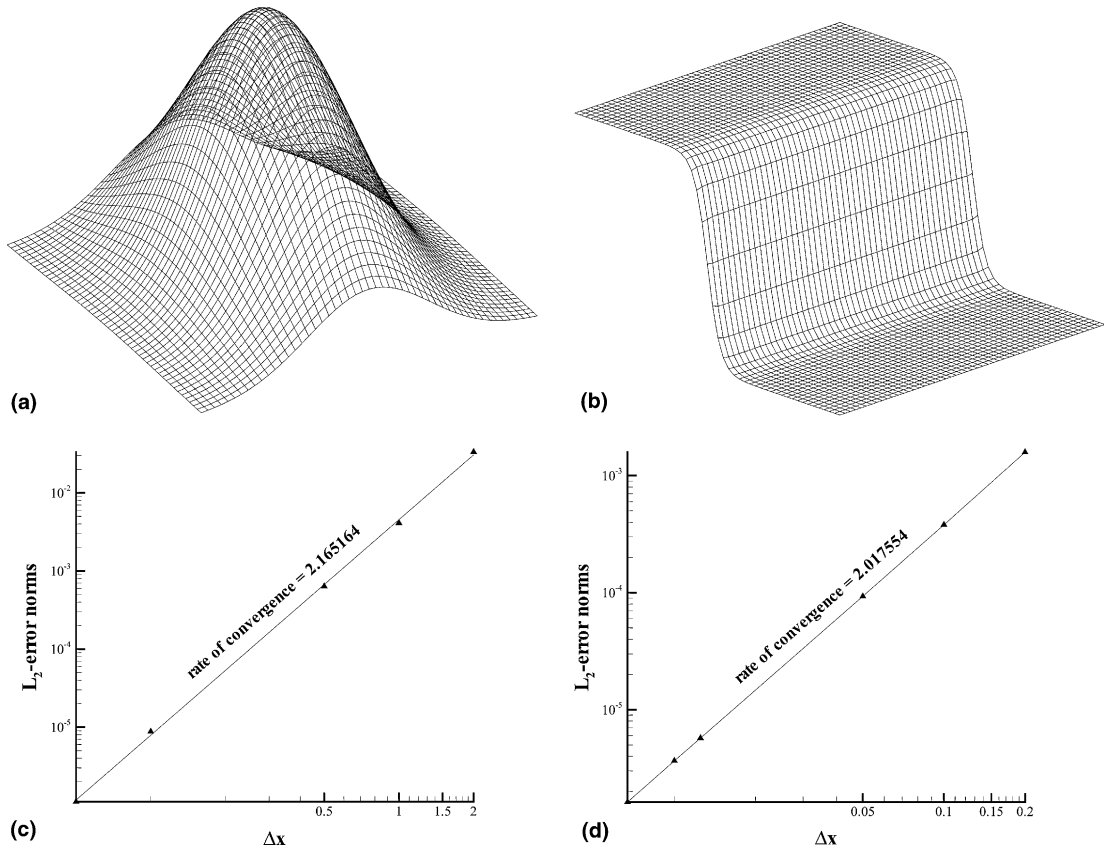 (a)
(b)
10⁻²
10⁻³
10⁻⁴
10⁻⁵
L₂-error norms
rate of convergence = 2.165164
0.5
1
1.5
2
Δx
(c)
10⁻³
10⁻⁴
10⁻⁵
L₂-error norms
rate of convergence = 2.017554
0.05
0.1
0.15
0.2
Δx
(d)